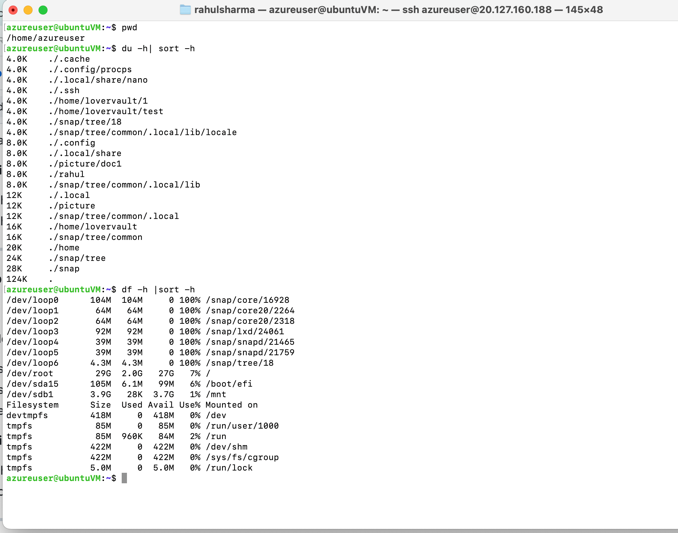 rahulsharma — azureuser@ubuntuVM: ~ — ssh azureuser@20.127.160.188 — 145×48
azureuser@ubuntuVM:~$ pwd
/home/azureuser
azureuser@ubuntuVM:~$ du -h| sort -h
4.0K ./.cache
4.0K ./.config/procps
4.0K ./.local/share/nano
4.0K ./.ssh
4.0K ./home/lovervault/1
4.0K ./home/lovervault/test
4.0K ./snap/tree/18
4.0K ./snap/tree/common/.local/lib/locale
8.0K ./.config
8.0K ./.local/share
8.0K ./picture/doc1
8.0K ./rahul
8.0K ./snap/tree/common/.local/lib
12K ./.local
12K ./picture
12K ./snap/tree/common/.local
16K ./home/lovervault
16K ./snap/tree/common
20K ./home
24K ./snap/tree
28K ./snap
124K .
azureuser@ubuntuVM:~$ df -h |sort -h
/dev/loop0 104M 104M 0 100% /snap/core/16928
/dev/loop1 64M 64M 0 100% /snap/core20/2264
/dev/loop2 64M 64M 0 100% /snap/core20/2318
/dev/loop3 92M 92M 0 100% /snap/lxd/24061
/dev/loop4 39M 39M 0 100% /snap/snapd/21465
/dev/loop5 39M 39M 0 100% /snap/snapd/21759
/dev/loop6 4.3M 4.3M 0 100% /snap/tree/18
/dev/root 29G 2.0G 27G 7% /
/dev/sda15 105M 6.1M 99M 6% /boot/efi
/dev/sdb1 3.9G 28K 3.7G 1% /mnt
Filesystem Size Used Avail Use% Mounted on
devtmpfs 418M 0 418M 0% /dev
tmpfs 85M 0 85M 0% /run/user/1000
tmpfs 85M 960K 84M 2% /run
tmpfs 422M 0 422M 0% /dev/shm
tmpfs 422M 0 422M 0% /sys/fs/cgroup
tmpfs 5.0M 0 5.0M 0% /run/lock
azureuser@ubuntuVM:~$